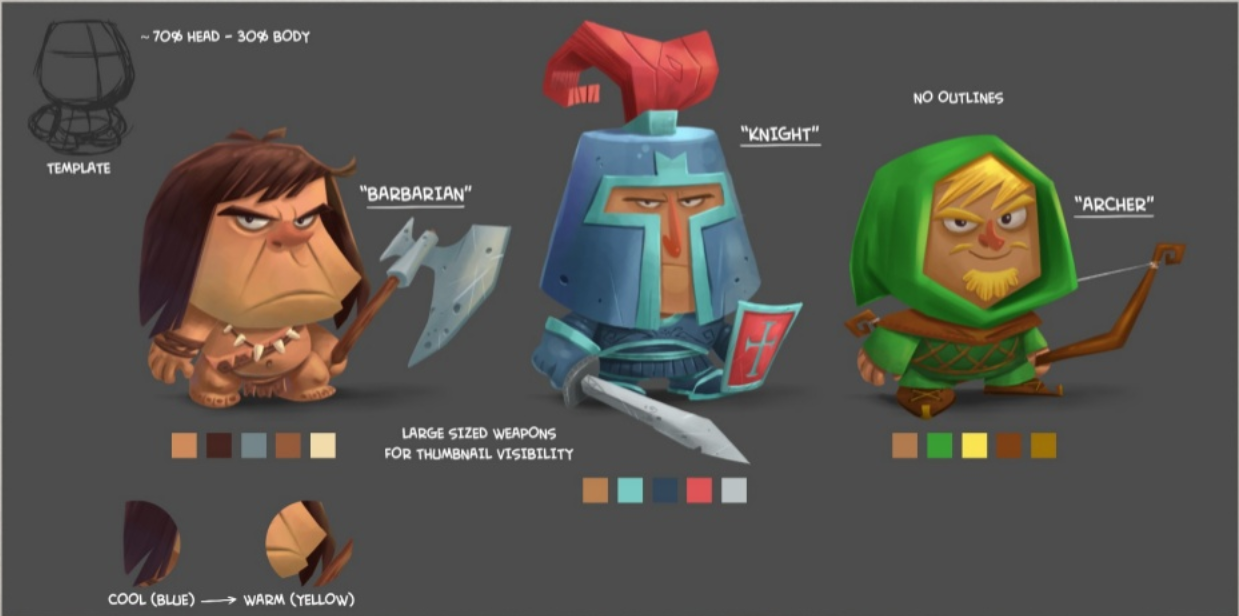 ~ 70% HEAD - 30% BODY
TEMPLATE
"BARBARIAN"
"KNIGHT"
NO OUTLINES
"ARCHER"
LARGE SIZED WEAPONS
FOR THUMBNAIL VISIBILITY
COOL (BLUE) → WARM (YELLOW)